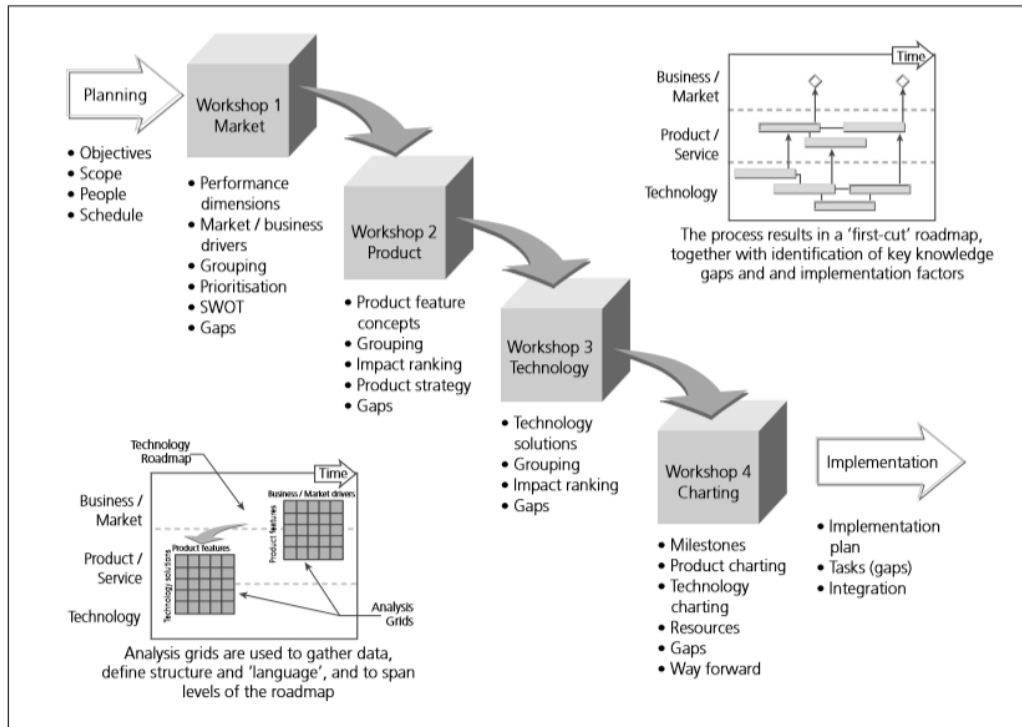 Planning
• Objectives
• Scope
• People
• Schedule
Workshop 1
Market
• Performance
dimensions
• Market / business
drivers
• Grouping
• Prioritisation
• SWOT
• Gaps
Workshop 2
Product
• Product feature
concepts
• Grouping
• Impact ranking
• Product strategy
• Gaps
Workshop 3
Technology
• Technology
solutions
• Grouping
• Impact ranking
• Gaps
Workshop 4
Charting
• Milestones
• Product charting
• Technology
charting
• Resources
• Gaps
• Way forward
Implementation
• Implementation
plan
• Tasks (gaps)
• Integration
Time
Business /
Market
Product /
Service
Technology
The process results in a ‘first-cut’ roadmap,
together with identification of key knowledge
gaps and and implementation factors
Technology
Roadmap
Time
Business /
Market
Product /
Service
Technology
Business / Market drivers
Product features
Product features
Technology solutions
Analysis
Grids
Analysis grids are used to gather data,
define structure and ‘language’, and to span
levels of the roadmap